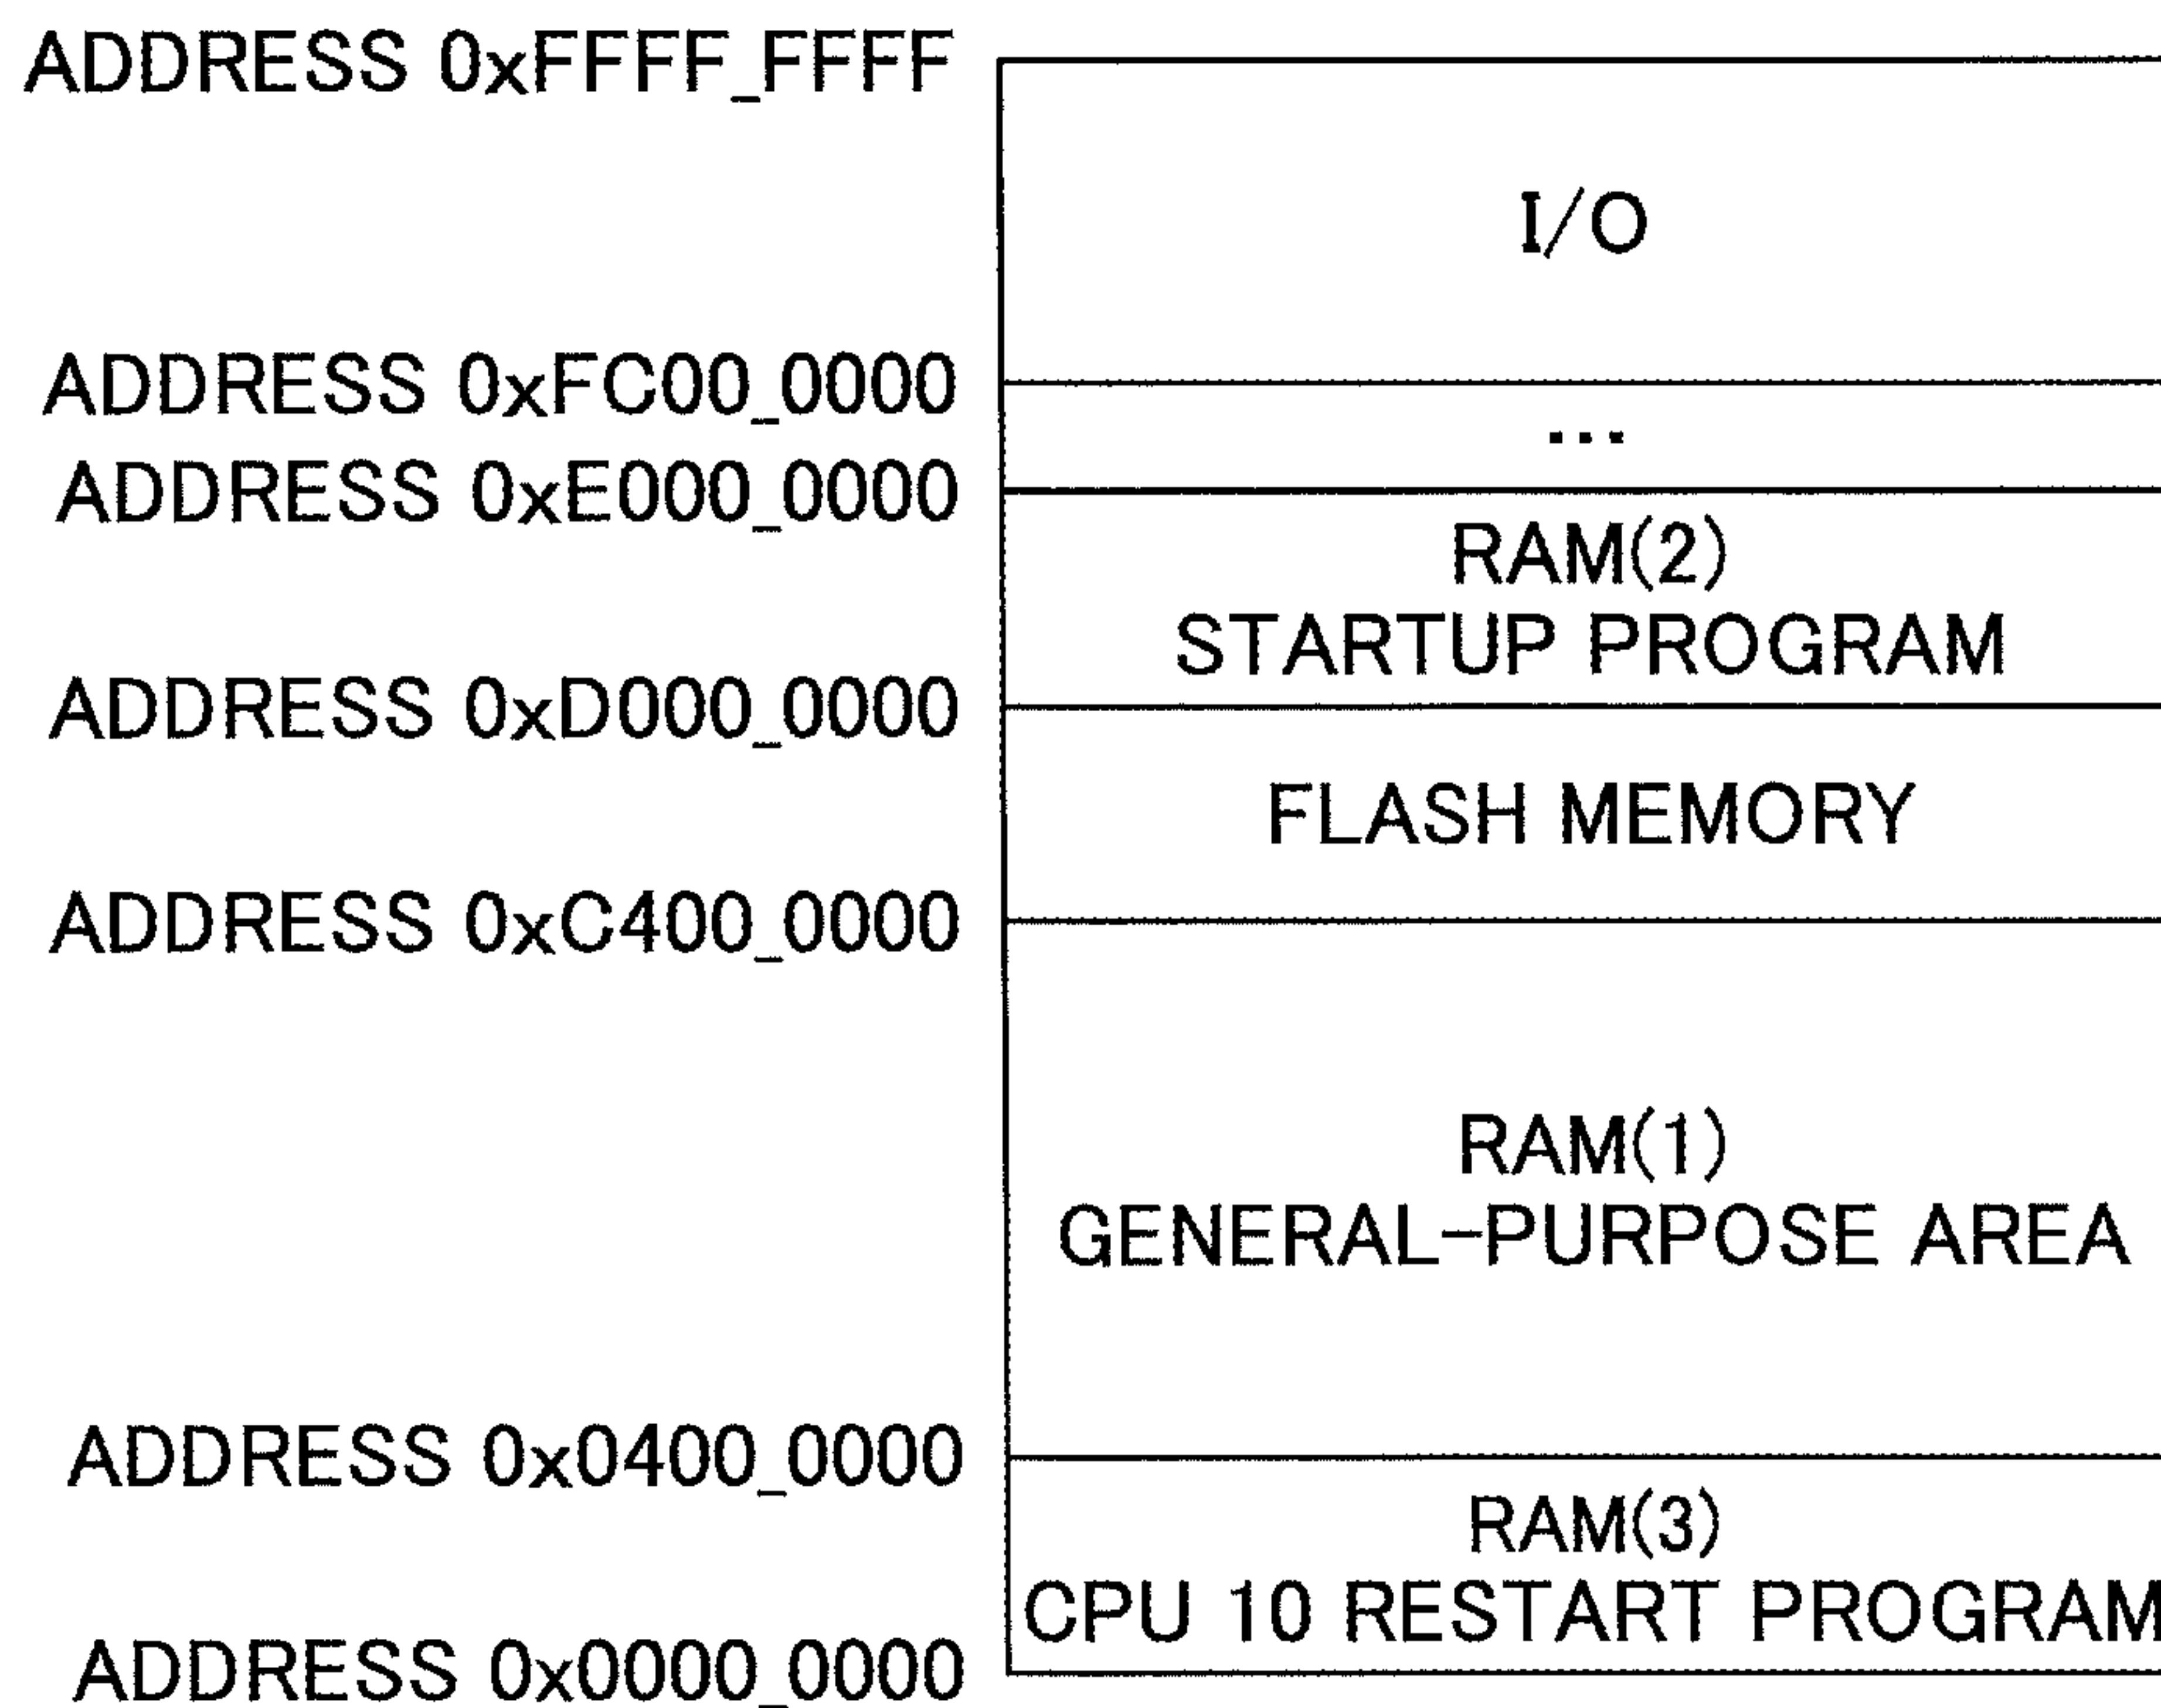 ADDRESS 0xFFFF_FFFF
I/O
ADDRESS 0xFC00_0000
...
ADDRESS 0xE000_0000
RAM(2)
STARTUP PROGRAM
ADDRESS 0xD000_0000
FLASH MEMORY
ADDRESS 0xC400_0000
RAM(1)
GENERAL-PURPOSE AREA
ADDRESS 0x0400_0000
RAM(3)
CPU 10 RESTART PROGRAM
ADDRESS 0x0000_0000